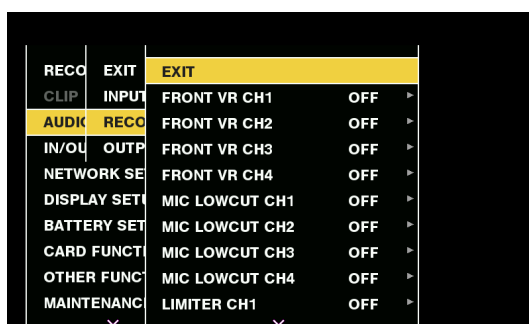 RECO EXIT EXIT
CLIP INPUT FRONT VR CH1 OFF
AUDIO RECO FRONT VR CH2 OFF
IN/OU OUTP FRONT VR CH3 OFF
NETWORK SE FRONT VR CH4 OFF
DISPLAY SETU MIC LOWCUT CH1 OFF
BATTERY SET MIC LOWCUT CH2 OFF
CARD FUNCTI MIC LOWCUT CH3 OFF
OTHER FUNC MIC LOWCUT CH4 OFF
MAINTENANC LIMITER CH1 OFF